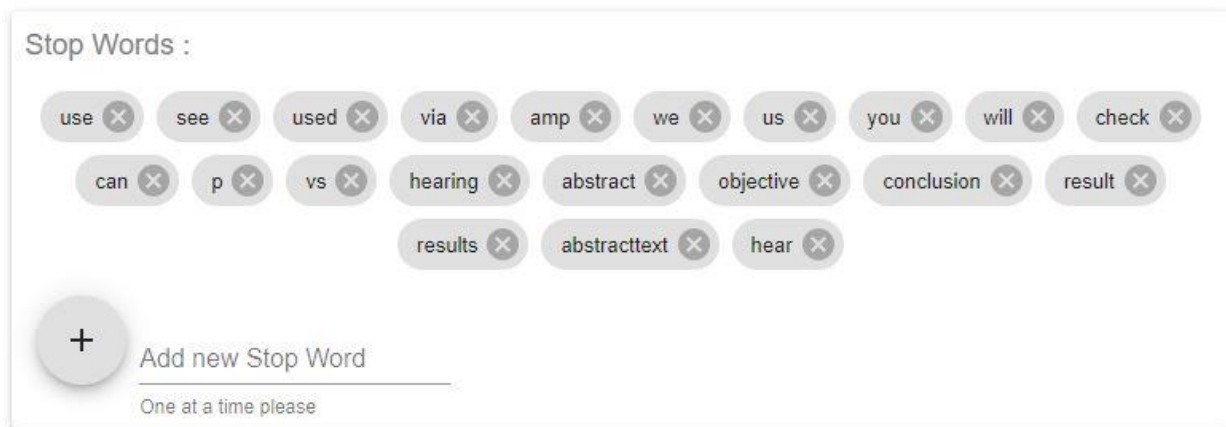 Stop Words :
use see used via amp we us you will check
can p vs hearing abstract objective conclusion result
results abstracttext hear
+
Add new Stop Word
One at a time please